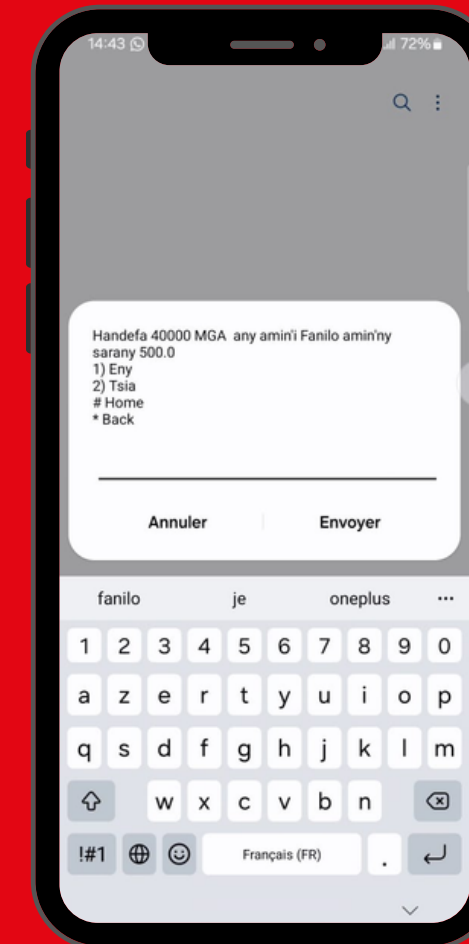 14:43
72%
Handefa 40000 MGA any amin'i Fanilo amin'ny
sarany 500.0
1) Eny
2) Tsia
# Home
* Back
Annuler
Envoyer
fanilo je oneplus ...
1 2 3 4 5 6 7 8 9 0
a z e r t y u i o p
q s d f g h j k l m
w x c v b n
!#1 Français (FR) .